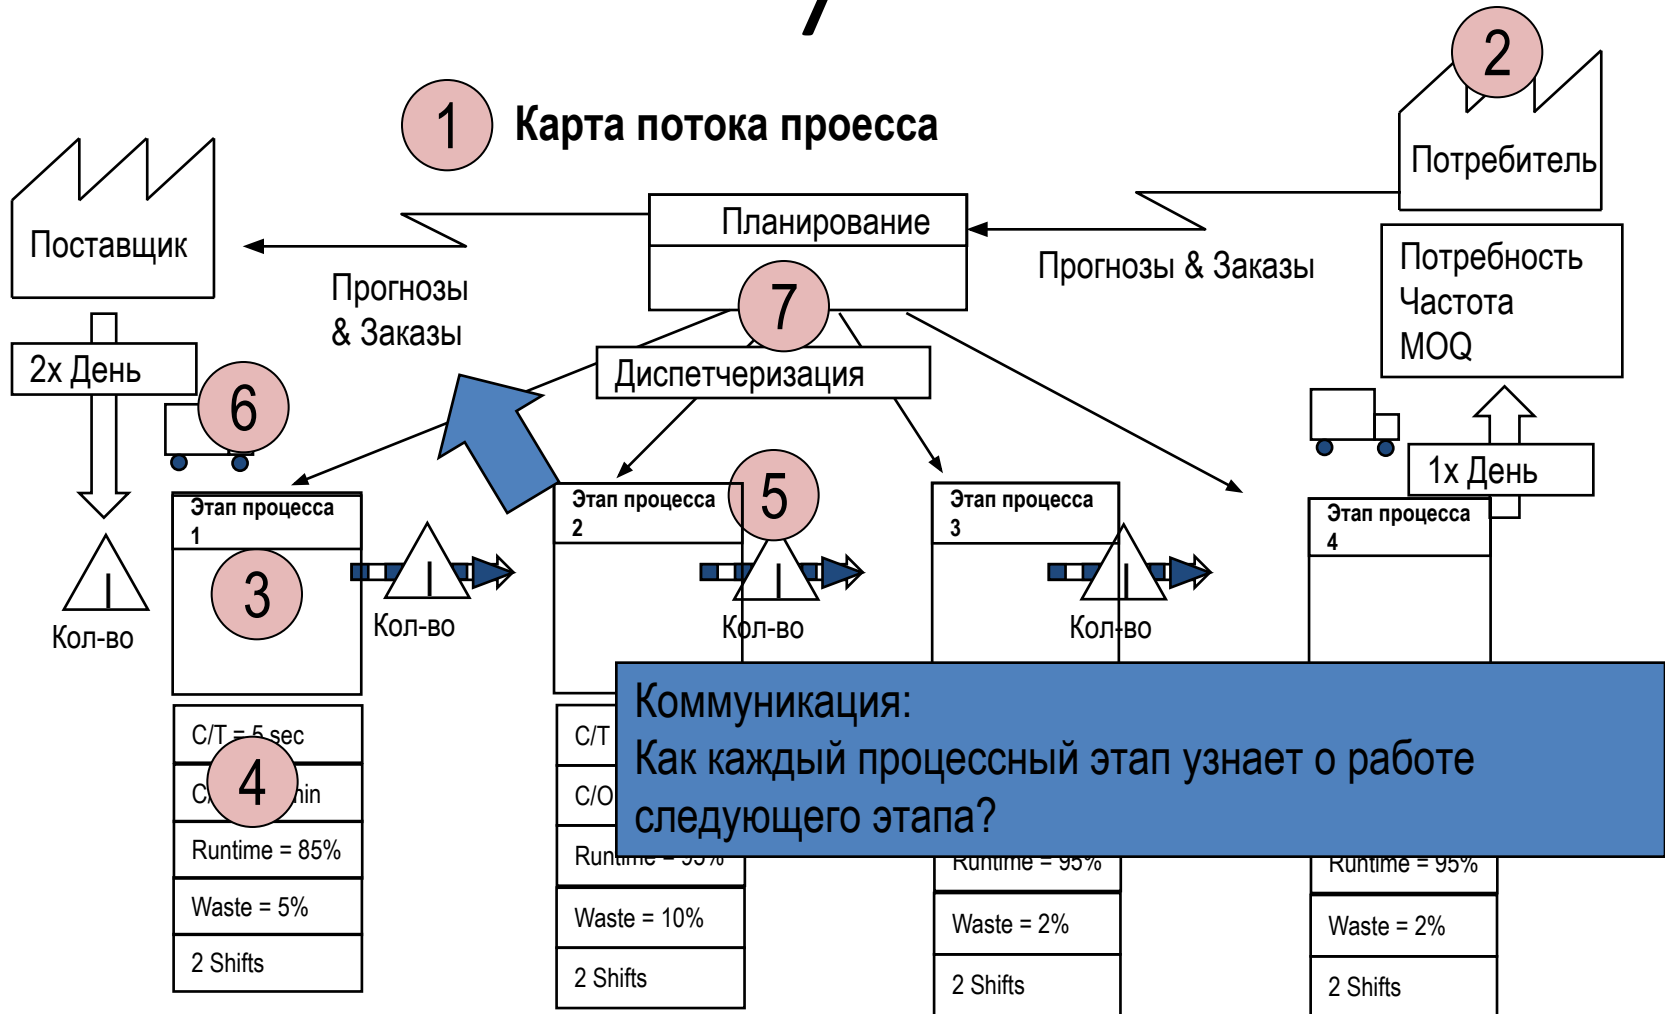 7
2
1 Карта потока проесса
Потребитель
Поставщик
Планирование
Прогнозы & Заказы
Потребность
Частота
MOQ
Прогнозы
& Заказы
7
2х День
Диспетчеризация
6
1х День
5
Этап процесса
1
Этап процесса
2
Этап процесса
3
Этап процесса
4
3
Кол-во
Кол-во
Кол-во
Кол-во
Коммуникация:
Как каждый процессный этап узнает о работе
следующего этапа?
C/T = 5 sec
4
Runtime = 85%
Waste = 5%
2 Shifts
C/T
C/O
Runtime = 95%
Waste = 10%
2 Shifts
Runtime = 95%
Waste = 2%
2 Shifts
Runtime = 95%
Waste = 2%
2 Shifts